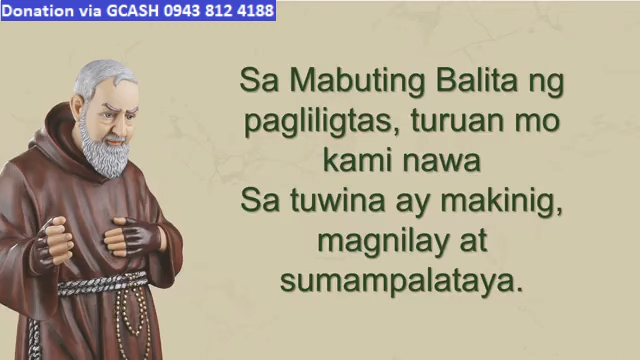 Donation via GCASH 0943 812 4188
Sa Mabuting Balita ng
pagliligtas, turuan mo
kami nawa
Sa tuwina ay makinig,
magnilay at
sumampalataya.